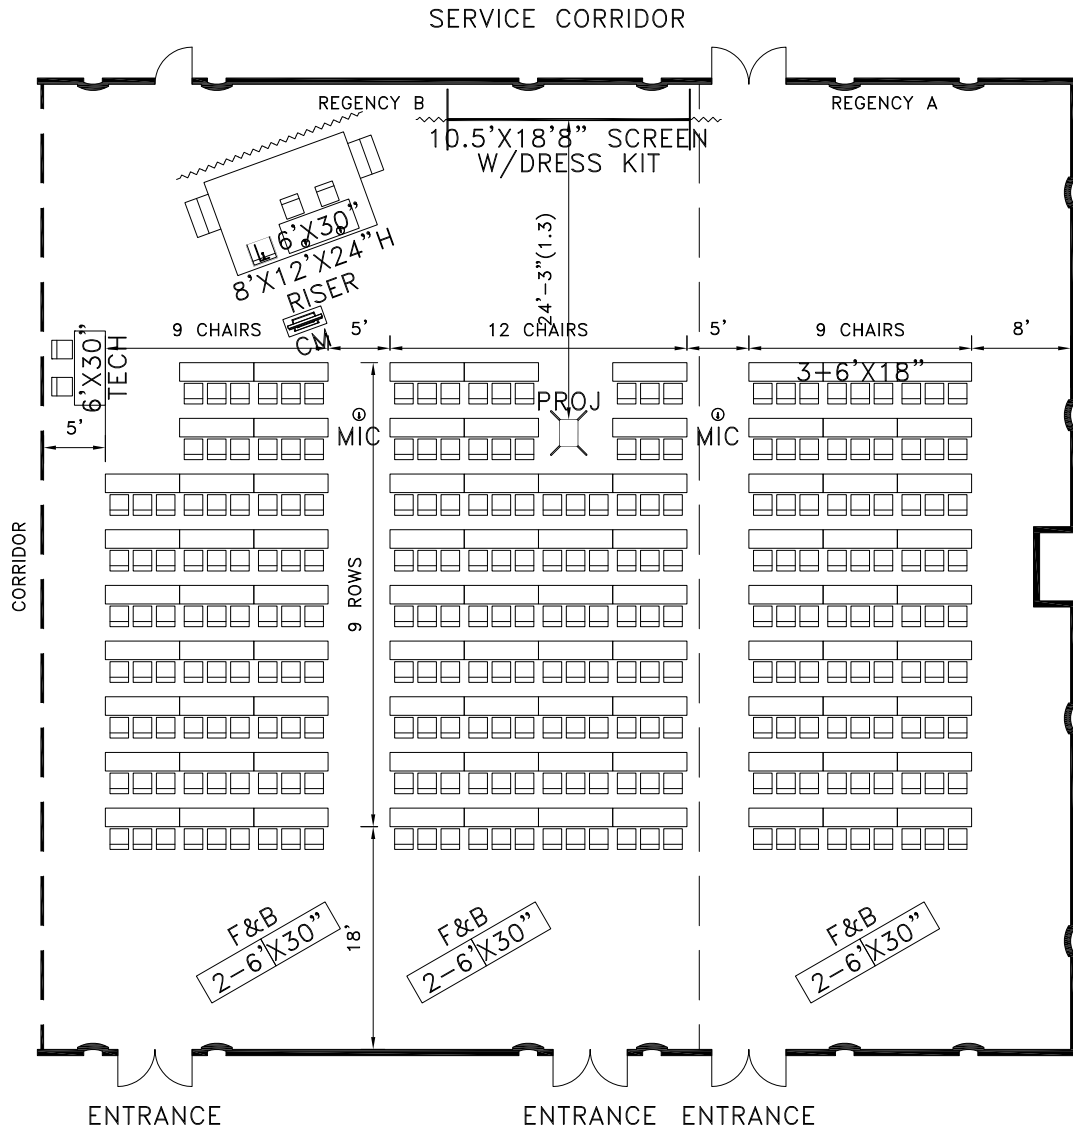 SERVICE CORRIDOR
REGENCY B
REGENCY A
10.5'X18'8" SCREEN
W/DRESS KIT
6'X30"
8'X12'X24"H
RISER
24'-3"(1.3)
9 CHAIRS
5'
12 CHAIRS
5'
9 CHAIRS
8'
CM
6'X30"
TECH
3+6'X18"
PROJ
MIC
MIC
5'
CORRIDOR
9 ROWS
F&B
2-6'X30"
18'
F&B
2-6'X30"
F&B
2-6'X30"
ENTRANCE
ENTRANCE
ENTRANCE